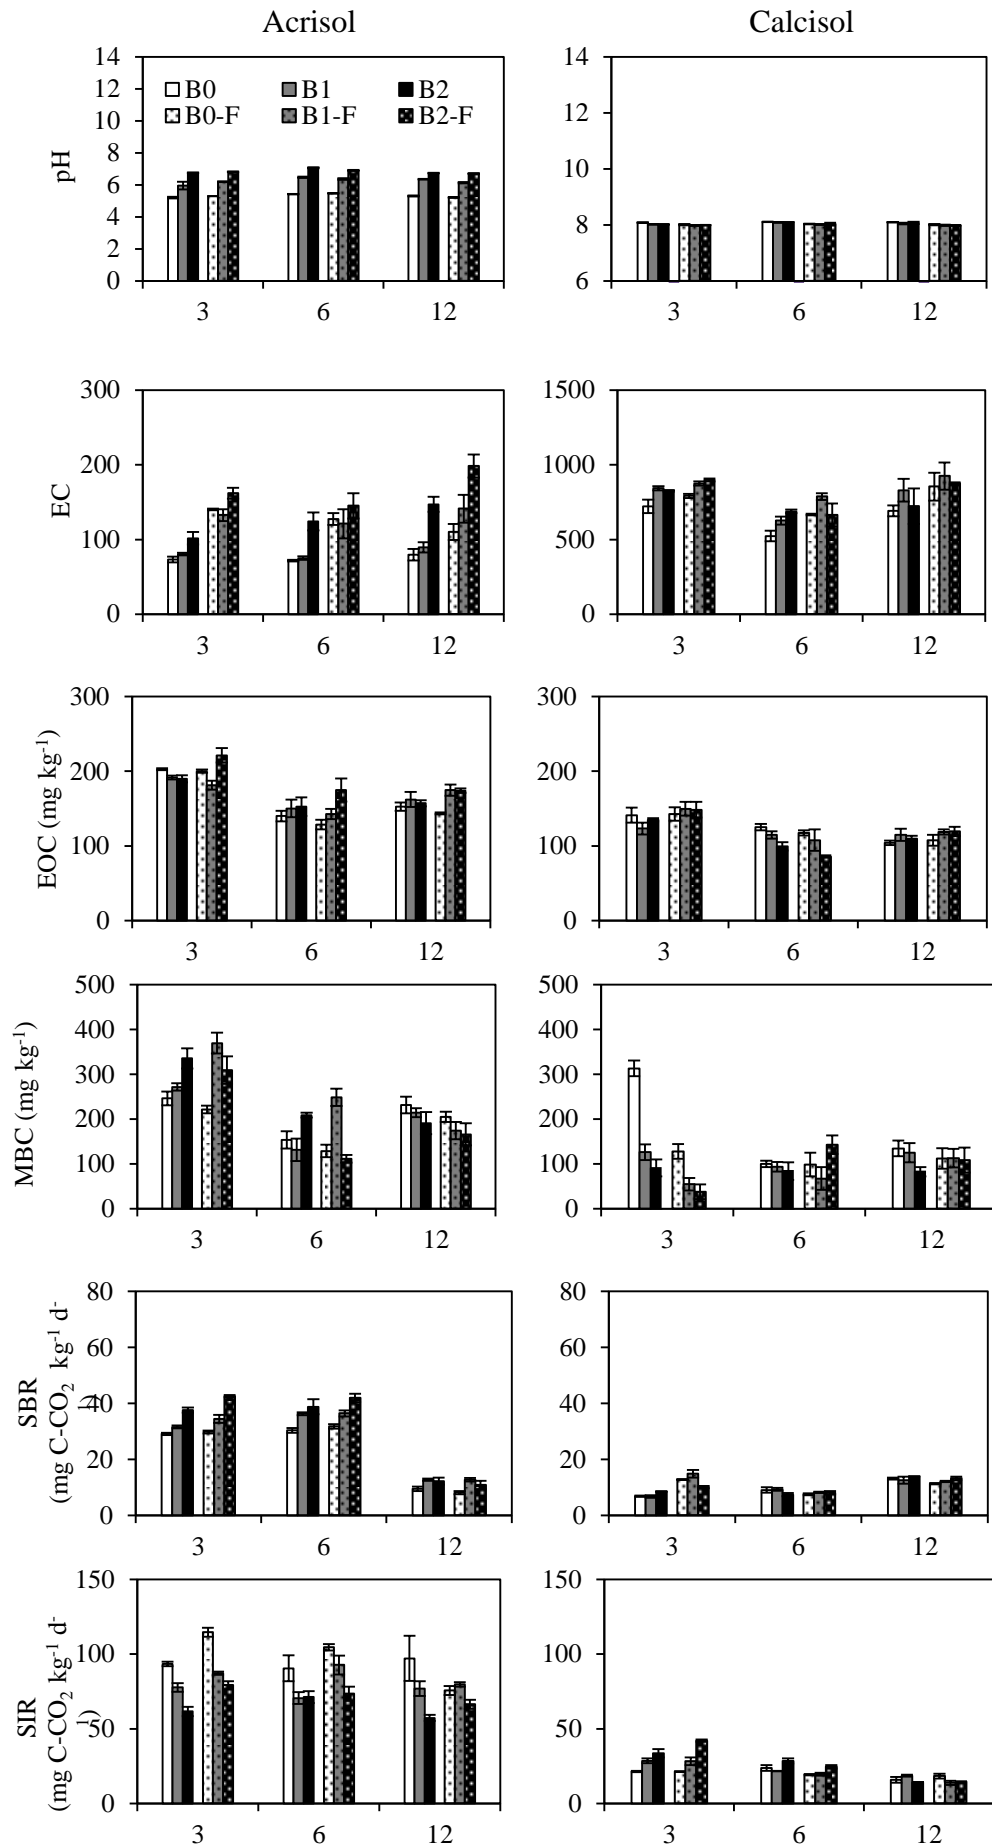 Acrisol Calcisol
14 14
12 B0 B1 B2 12
10 B0-F B1-F B2-F
8 10
pH
6
4 8
2
0 6
3 6 12 3 6 12
300 1500
200 1000
EC
100 500
0 0
3 6 12 3 6 12
300 300
200 200
EOC (mg kg-1)
100 100
0 0
3 6 12 3 6 12
500 500
400 400
300 300
MBC (mg kg-1)
200 200
100 100
0 0
3 6 12 3 6 12
80 80
60 60
SBR
(mg C-CO2 kg-1 d-
1)
40 40
20 20
0 0
3 6 12 3 6 12
150 150
100 100
SIR
(mg C-CO2 kg-1 d-
1)
50 50
0 0
3 6 12 3 6 12